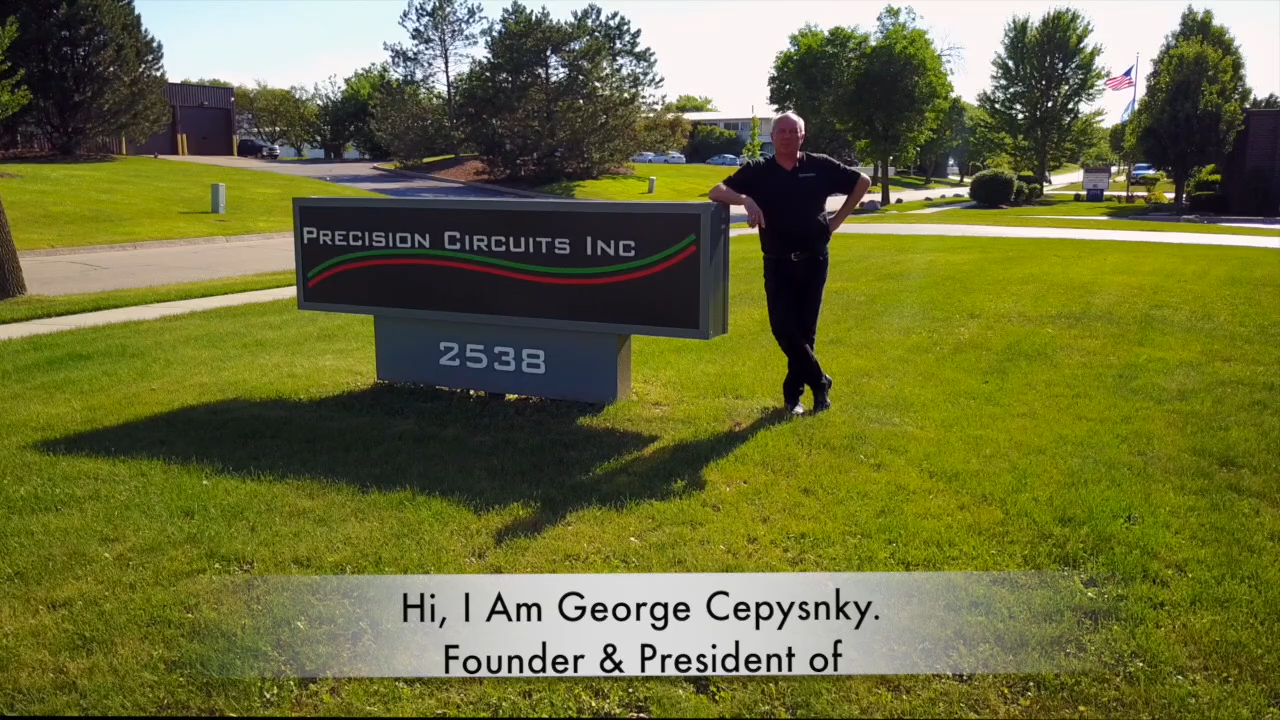 Precision Circuits Inc
2538
Hi, I Am George Cepysnky.
Founder & President of